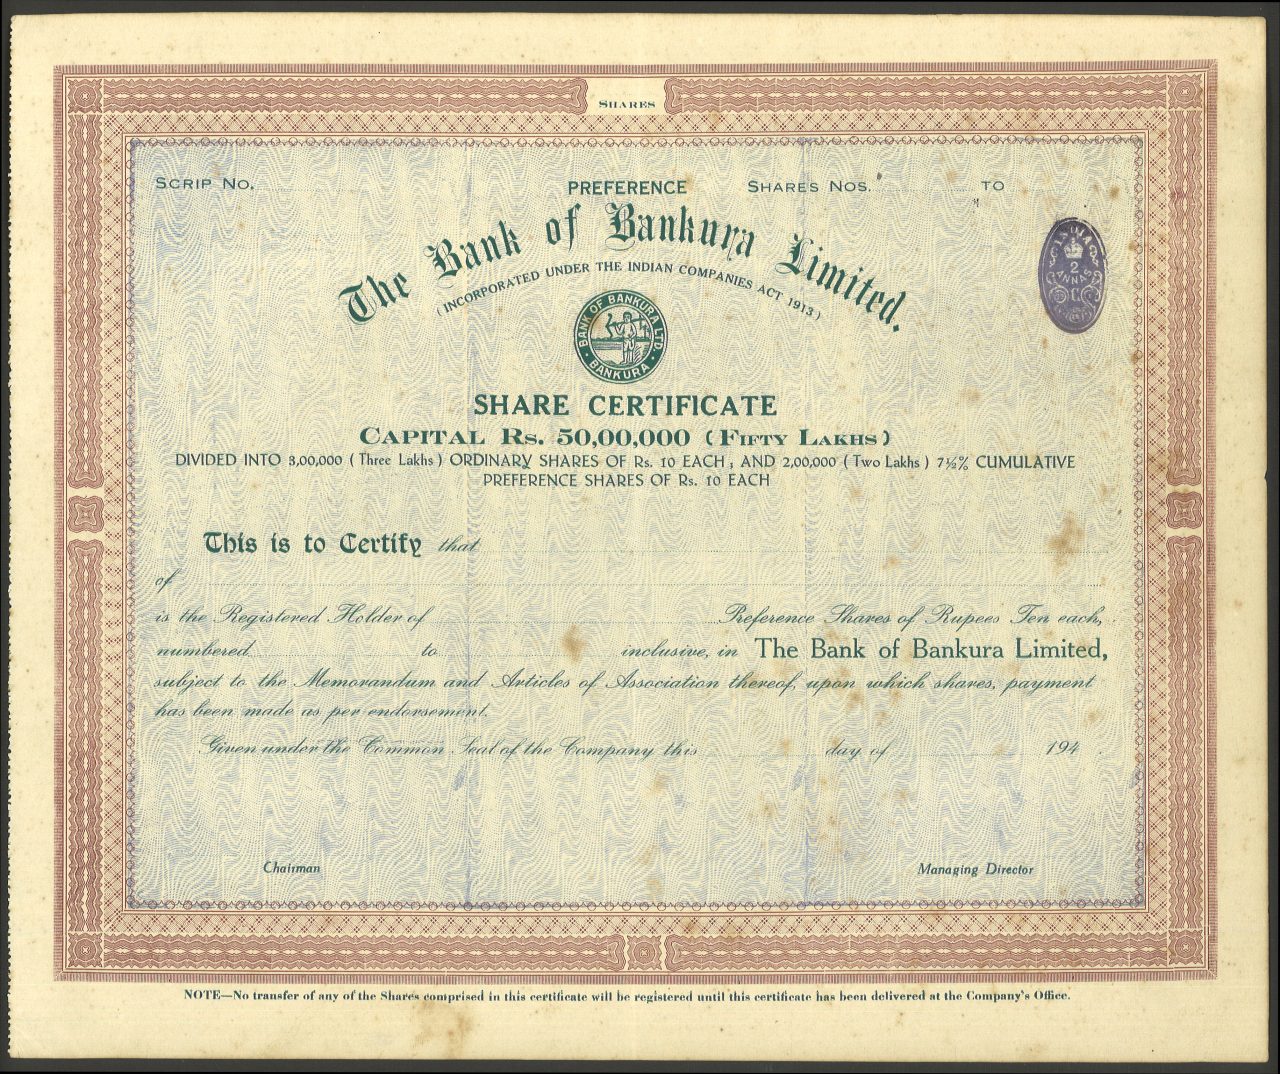 SHARES
SCRIP NO. PREFERENCE SHARES NOS. TO
The Bank of Bankura Limited.
(INCORPORATED UNDER THE INDIAN COMPANIES ACT 1913)
INDIA
2
ANNAS
BANK OF BANKURA LTD.
BANKURA
SHARE CERTIFICATE
CAPITAL Rs. 50,00,000 (FIFTY LAKHS)
DIVIDED INTO 3,00,000 (Three Lakhs) ORDINARY SHARES OF Rs. 10 EACH, AND 2,00,000 (Two Lakhs) 7½% CUMULATIVE
PREFERENCE SHARES OF Rs. 10 EACH
This is to Certify that
of
is the Registered Holder of Reference Shares of Rupees Ten each,
numbered to inclusive, in The Bank of Bankura Limited,
subject to the Memorandum and Articles of Association thereof, upon which shares, payment
has been made as per endorsement.
Given under the Common Seal of the Company this day of 194
Chairman Managing Director
NOTE—No transfer of any of the Shares comprised in this certificate will be registered until this certificate has been delivered at the Company's Office.